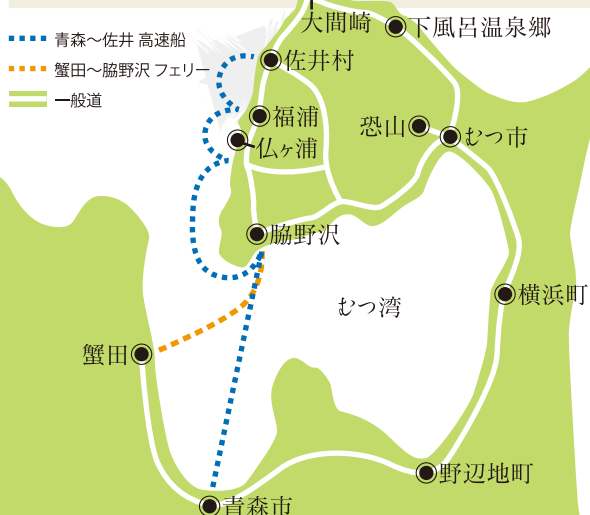 大間崎
下風呂温泉郷
青森〜佐井 高速船
佐井村
蟹田〜脇野沢 フェリー
一般道
福浦
恐山
むつ市
仏ヶ浦
脇野沢
横浜町
むつ湾
蟹田
野辺地町
青森市